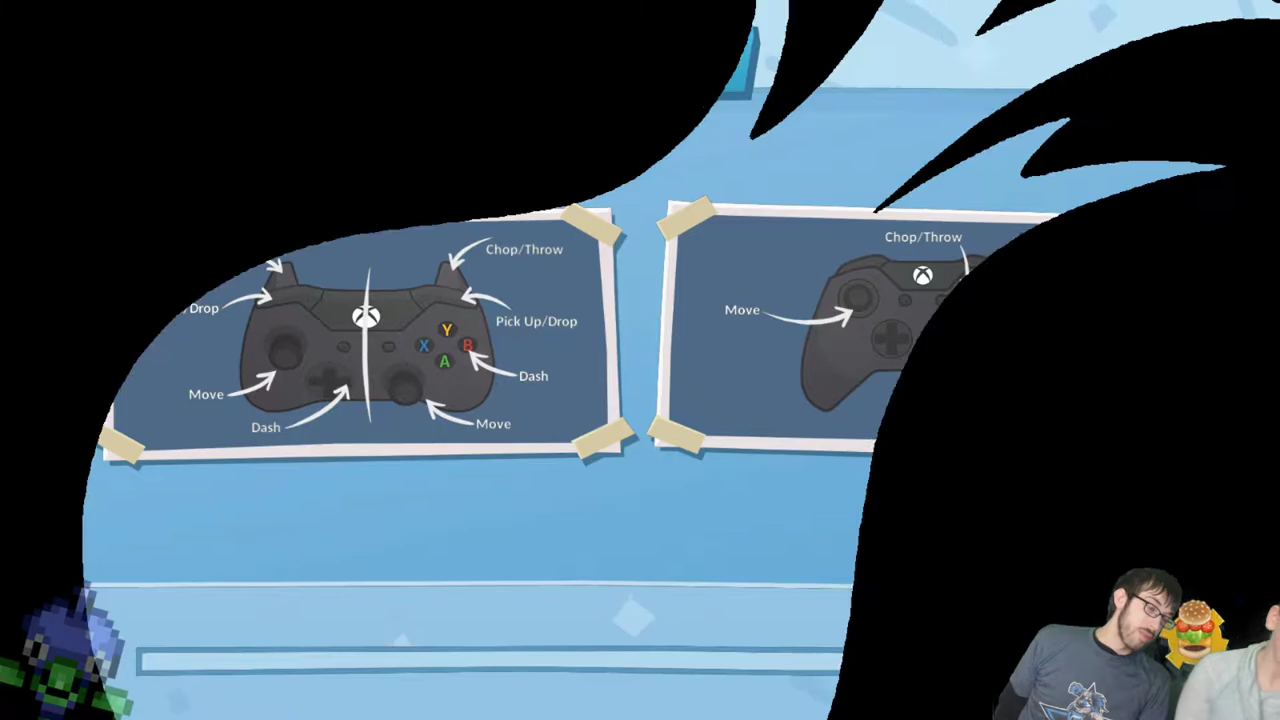 Chop/Throw
/Drop
Pick Up/Drop
Y
X
B
A
Move
Dash
Dash
Move
Chop/Throw
Move